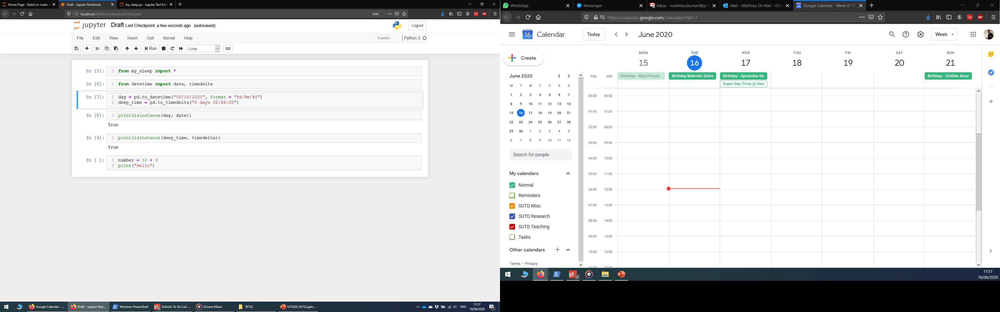 Home Page - Select or create a
Draft - Jupyter Notebook
my_sleep.py - Jupyter Text Edit
localhost:8888/notebooks/Draft.ipynb
120%
ABP
jupyter Draft Last Checkpoint: a few seconds ago (autosaved)
Logout
File Edit View Insert Cell Kernel Help
Trusted
Python 3
Run
Code
In [5]: 1 from my_sleep import *
In [6]: 1 from datetime import date, timedelta
In [7]: 1 day = pd.to_datetime("08/06/2020", format = "%d/%m/%Y")
2 deep_time = pd.to_timedelta("0 days 02:46:00")
In [8]: 1 print(isinstance(day, date))
True
In [9]: 1 print(isinstance(deep_time, timedelta))
True
In [ ]: 1 number = 10 + 3
2 print("Hello")
Google Calendar - ...
Draft - Jupyter Not...
Windows PowerShell
12
Todoist: To-Do List ...
Groove Music
W1S2
ILP2020_W1S2.pptx...
ENG
11:57
16/06/2020
1
WhatsApp
Messenger
Inbox - matthieu.de.mari@gma
Mail - Matthieu De Mari - Outl
16 Google Calendar - Week of 15
https://calendar.google.com/calendar/r?pli=1
ABP
16 Calendar
Today
June 2020
Week
Create
MON TUE WED THU FRI SAT SUN
15 16 17 18 19 20 21
June 2020
M T W T F S S
1 2 3 4 5 6 7
8 9 10 11 12 13 14
15 16 17 18 19 20 21
22 23 24 25 26 27 28
29 30 1 2 3 4 5
6 7 8 9 10 11 12
Search for people
My calendars
Normal
Reminders
SUTD Misc
SUTD Research
SUTD Teaching
Tasks
Other calendars
Terms – Privacy
FRA SGP
Birthday - Alex Person
Birthday Malcolm Schne
Birthday - Apostolos De
Birthday - Clotilde Amar
Super Gay Trivia @ Hard
00:00 06:00
01:00 07:00
02:00 08:00
03:00 09:00
04:00 10:00
05:00 11:00
06:00 12:00
07:00 13:00
08:00 14:00
09:00 15:00
10:00 16:00
11:00 17:00
12
11:57
16/06/2020